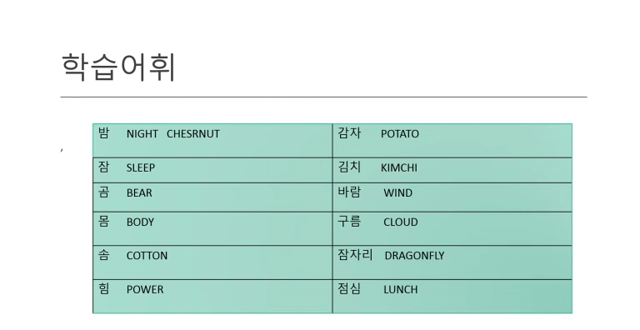 학습어휘
,
밤 NIGHT CHESRNUT
감자 POTATO
잠 SLEEP
김치 KIMCHI
곰 BEAR
바람 WIND
몸 BODY
구름 CLOUD
솜 COTTON
잠자리 DRAGONFLY
힘 POWER
점심 LUNCH